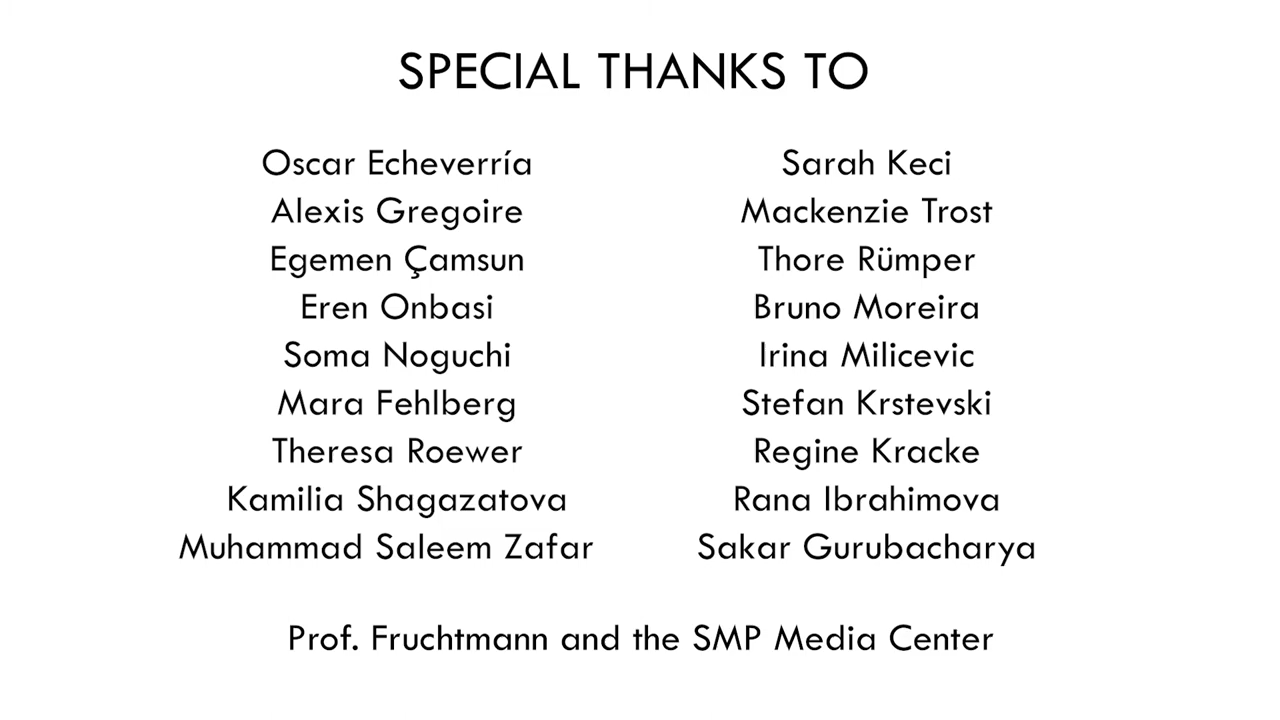 SPECIAL THANKS TO
Oscar Echeverría
Alexis Gregoire
Egemen Çamsun
Eren Onbasi
Soma Noguchi
Mara Fehlberg
Theresa Roewer
Kamilia Shagazatova
Muhammad Saleem Zafar
Sarah Keci
Mackenzie Trost
Thore Rümper
Bruno Moreira
Irina Milicevic
Stefan Krstevski
Regine Kracke
Rana Ibrahimova
Sakar Gurubacharya
Prof. Fruchtmann and the SMP Media Center